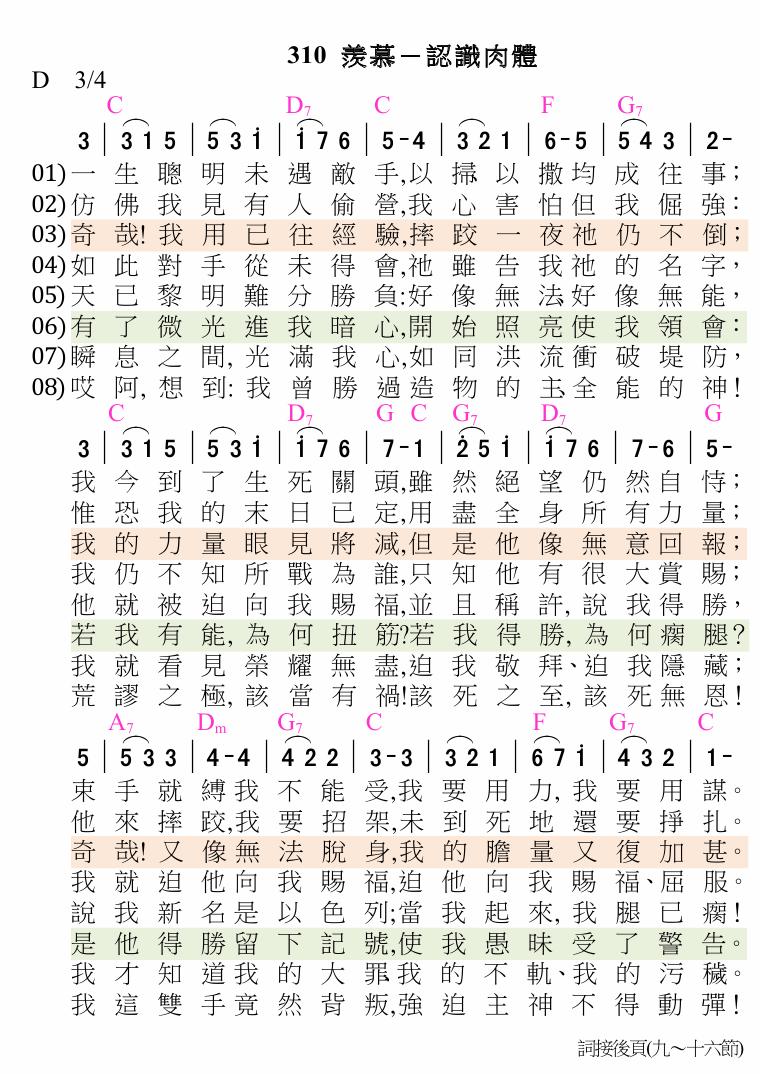 310 羨慕－認識肉體
D 3/4
C D7 C F G7
3 | 3 1 5 | 5 3 i | i 7 6 | 5 - 4 | 3 2 1 | 6 - 5 | 5 4 3 | 2 -
01) 一生聰明未遇敵手,以掃、以撒均成往事；
02) 仿佛我見有人偷營,我心害怕但我倔強：
03) 奇哉!我用已往經驗,摔跤一夜祂仍不倒；
04) 如此對手從未得會,祂雖告我祂的名字，
05) 天已黎明難分勝負:好像無法、好像無能，
06) 有了微光進我暗心,開始照亮使我領會：
07) 瞬息之間,光滿我心,如同洪流衝破堤防，
08) 哎阿,想到:我曾勝過造物的主、全能的神!
C D7 G C G7 D7 G
3 | 3 1 5 | 5 3 i | i 7 6 | 7 - 1 | 2̇ 5 i | i 7 6 | 7 - 6 | 5 -
我今到了生死關頭,雖然絕望仍然自恃；
惟恐我的末日已定,用盡全身所有力量；
我的力量眼見將減,但是他像無意回報；
我仍不知所戰為誰,只知他有很大賞賜；
他就被迫向我賜福,並且稱許,說我得勝，
若我有能,為何扭筋?若我得勝,為何瘸腿?
我就看見榮耀無盡,迫我敬拜、迫我隱藏；
荒謬之極,該當有禍!該死之至,該死無恩!
A7 Dm G7 C F G7 C
5 | 5 3 3 | 4 - 4 | 4 2 2 | 3 - 3 | 3 2 1 | 6 7 i | 4 3 2 | 1 -
束手就縛我不能受,我要用力,我要用謀。
他來摔跤,我要招架,未到死地還要掙扎。
奇哉!又像無法脫身,我的膽量又復加甚。
我就迫他向我賜福,迫他向我賜福、屈服。
說我新名是以色列;當我起來,我腿已瘸!
是他得勝留下記號,使我愚昧受了警告。
我才知道我的大罪、我的不軌、我的污穢。
我這雙手竟然背叛,強迫主神不得動彈!
詞接後頁(九～十六節)